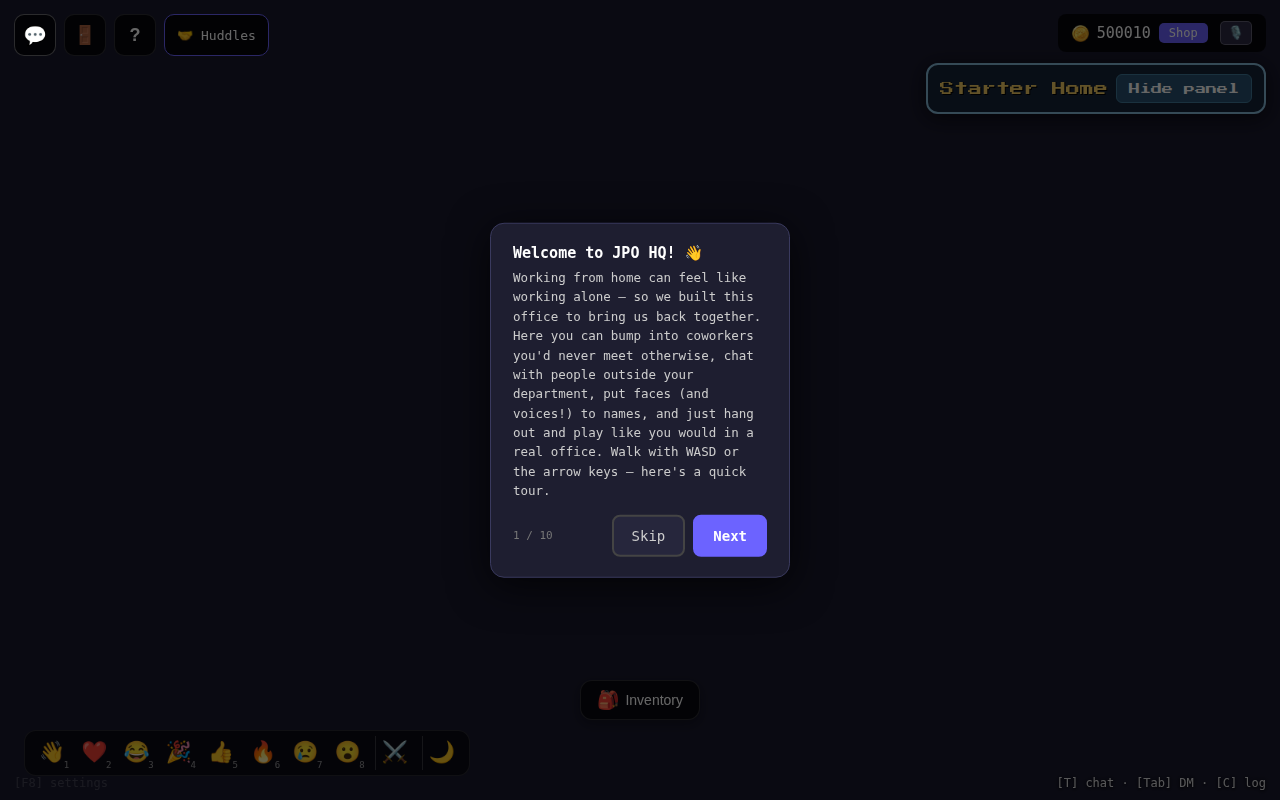 ? Huddles
500010 Shop
Starter Home Hide panel
Welcome to JPO HQ! 👋
Working from home can feel like
working alone — so we built this
office to bring us back together.
Here you can bump into coworkers
you'd never meet otherwise, chat
with people outside your
department, put faces (and
voices!) to names, and just hang
out and play like you would in a
real office. Walk with WASD or
the arrow keys — here's a quick
tour.
1 / 10 Skip Next
Inventory
1 2 3 4 5 6 7 8
[F8] settings
[T] chat · [Tab] DM · [C] log